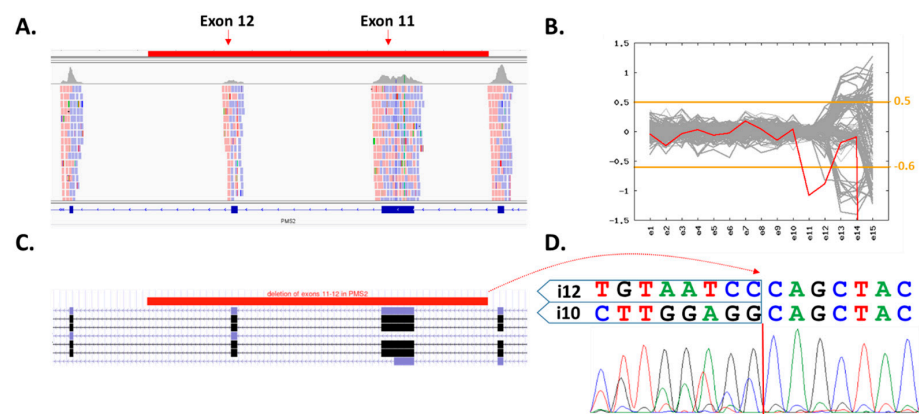 A.
Exon 12
Exon 11
PMS2
B.
1.5
1
0.5
0
-0.5
-1
-1.5
0.5
-0.6
e1 e2 e3 e4 e5 e6 e7 e8 e9 e10 e11 e12 e13 e14 e15
C.
deletion of exons 11-12 in PMS2
D.
i12 TGTAATCCCAGCTAC
i10 CTTGGAGGCAGCTAC